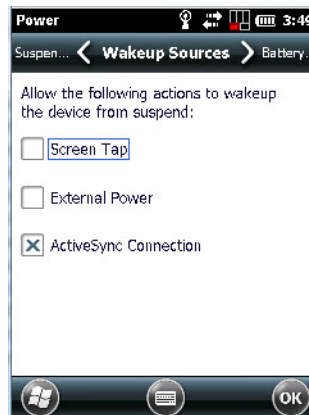 Power 3:49
Suspen... Wakeup Sources Battery.
Allow the following actions to wakeup
the device from suspend:
Screen Tap
External Power
ActiveSync Connection
OK